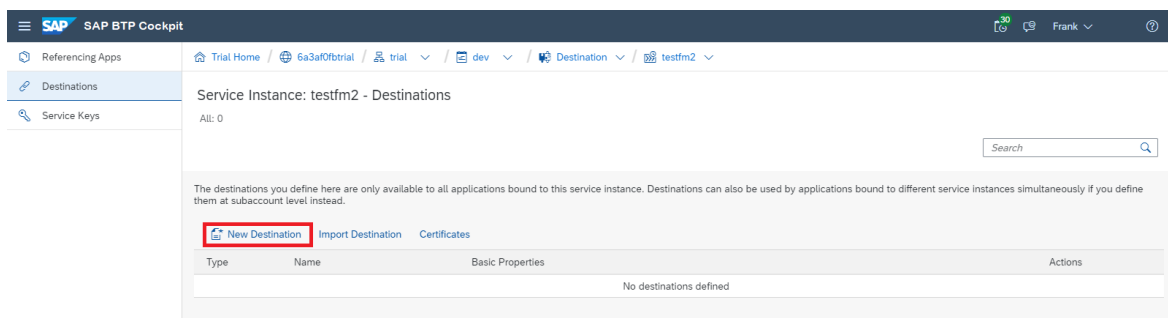 SAP SAP BTP Cockpit 30 Frank
Referencing Apps
Destinations
Service Keys
Trial Home / 6a3af0fbtrial / trial / dev / Destination / testfm2
Service Instance: testfm2 - Destinations
All: 0
Search
The destinations you define here are only available to all applications bound to this service instance. Destinations can also be used by applications bound to different service instances simultaneously if you define
them at subaccount level instead.
New Destination Import Destination Certificates
Type Name Basic Properties Actions
No destinations defined